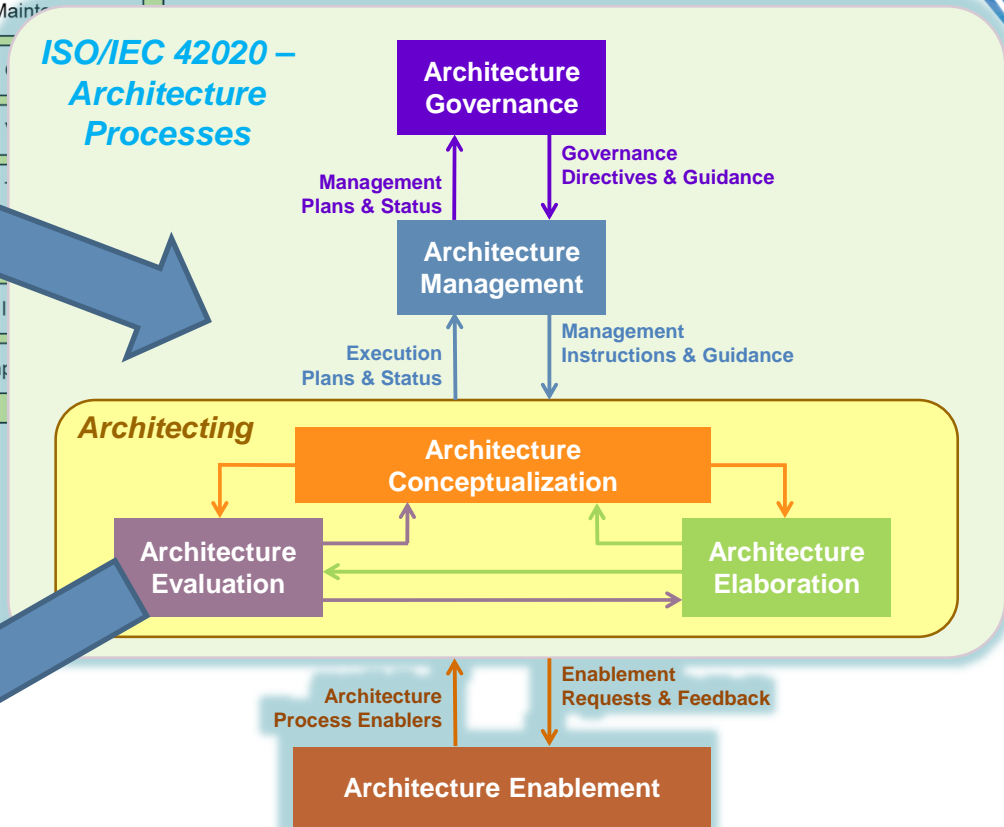 ISO/IEC 42020 –
Architecture
Processes
Architecture
Governance
Management
Plans & Status
Governance
Directives & Guidance
Architecture
Management
Execution
Plans & Status
Management
Instructions & Guidance
Architecting
Architecture
Conceptualization
Architecture
Evaluation
Architecture
Elaboration
Architecture
Process Enablers
Enablement
Requests & Feedback
Architecture Enablement